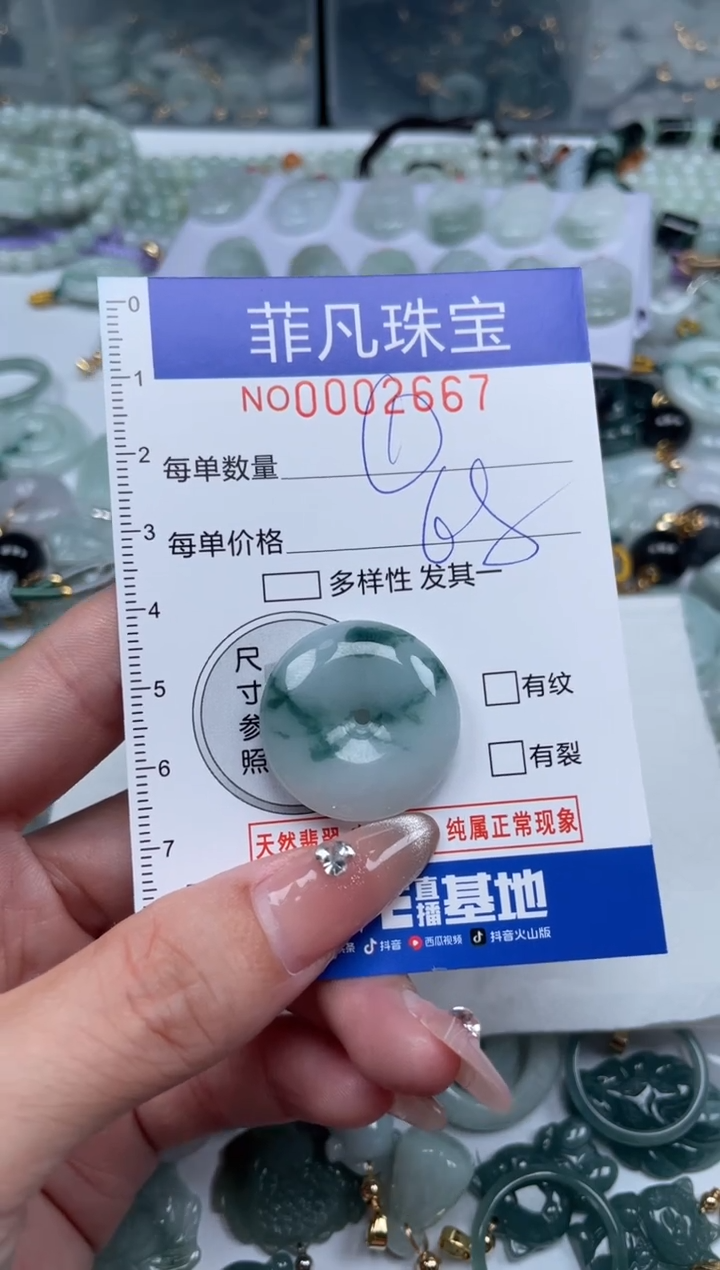 菲凡珠宝
NO0002667
每单数量 ①
每单价格 68
多样性 发其一
0
1
2
3
4
5
6
7
尺寸参照
有纹
有裂
天然翡翠 纯属正常现象
直播基地
抖音 西瓜视频 抖音火山版